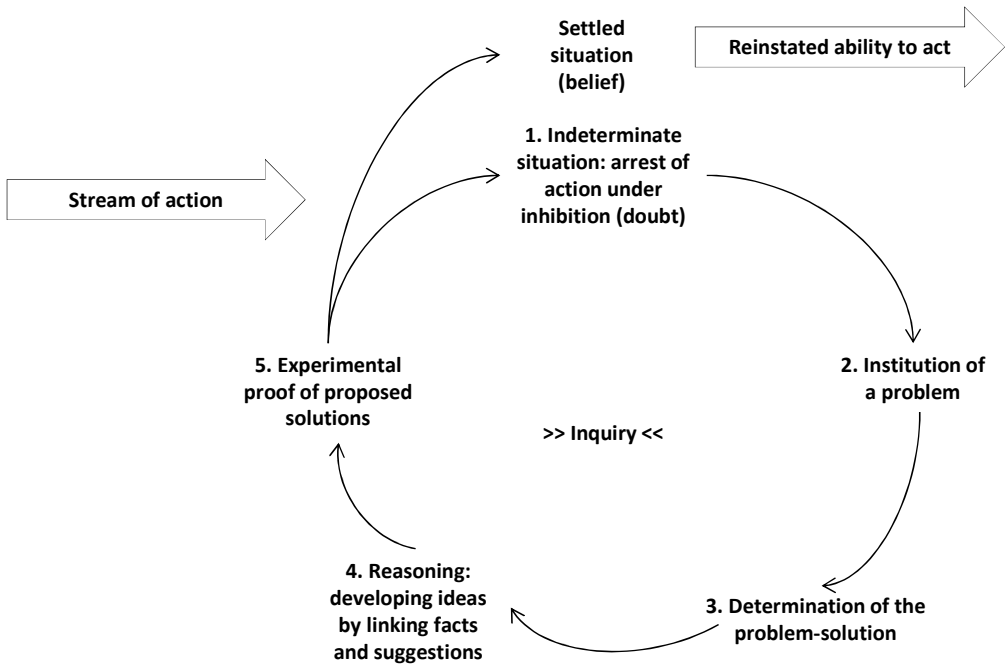 Settled
situation
(belief)
Reinstated ability to act
1. Indeterminate
situation: arrest of
action under
inhibition (doubt)
Stream of action
2. Institution of
a problem
5. Experimental
proof of proposed
solutions
>> Inquiry <<
3. Determination of the
problem-solution
4. Reasoning:
developing ideas
by linking facts
and suggestions